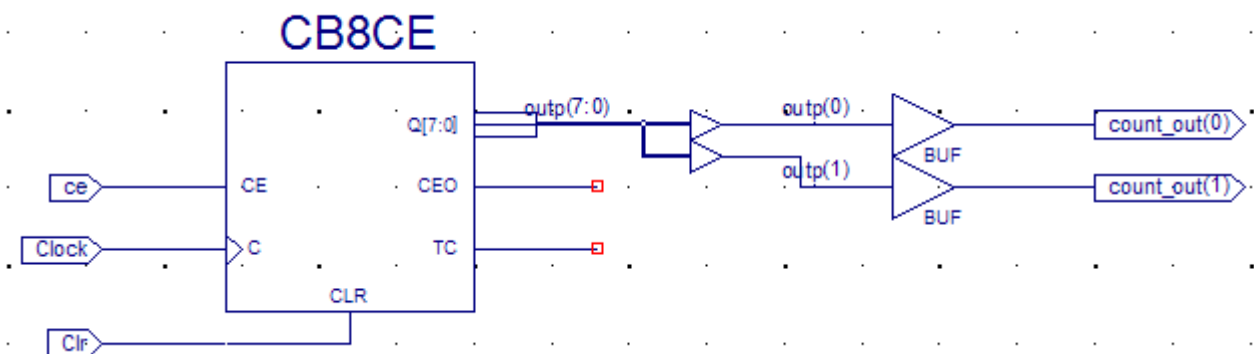 CB8CE
outp(7:0)
outp(0)
Q[7:0]
count_out(0)
BUF
outp(1)
ce
CE
CEO
count_out(1)
BUF
Clock
C
TC
CLR
Clr